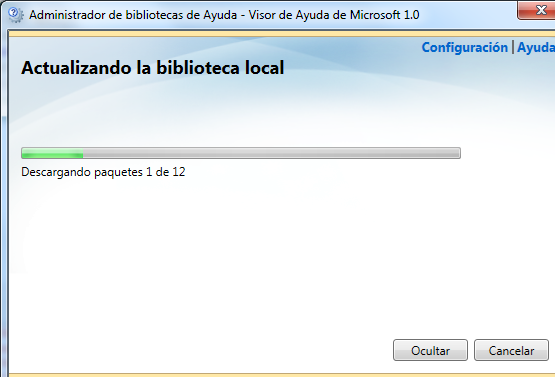 Administrador de bibliotecas de Ayuda - Visor de Ayuda de Microsoft 1.0
Configuración | Ayuda
Actualizando la biblioteca local
Descargando paquetes 1 de 12
Ocultar Cancelar